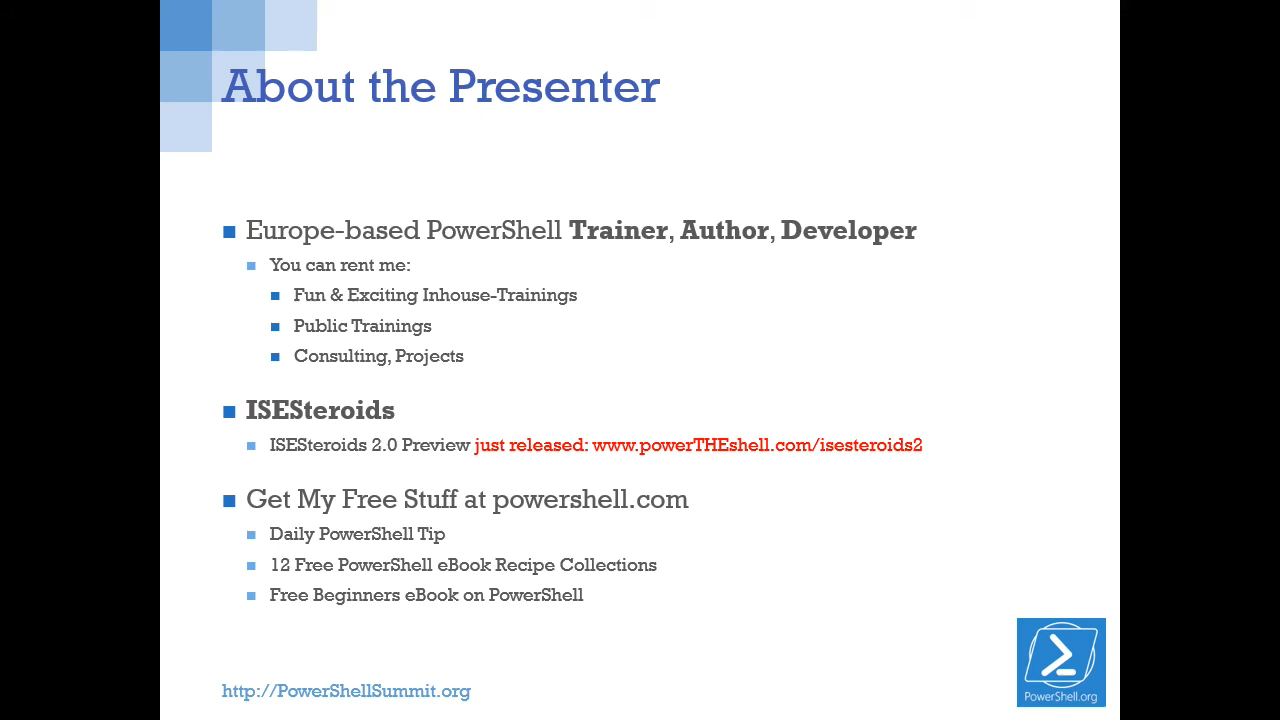 About the Presenter
Europe-based PowerShell Trainer, Author, Developer
You can rent me:
Fun & Exciting Inhouse-Trainings
Public Trainings
Consulting, Projects
ISESteroids
ISESteroids 2.0 Preview just released: www.powerTHEshell.com/isesteroids2
Get My Free Stuff at powershell.com
Daily PowerShell Tip
12 Free PowerShell eBook Recipe Collections
Free Beginners eBook on PowerShell
http://PowerShellSummit.org
PowerShell.org